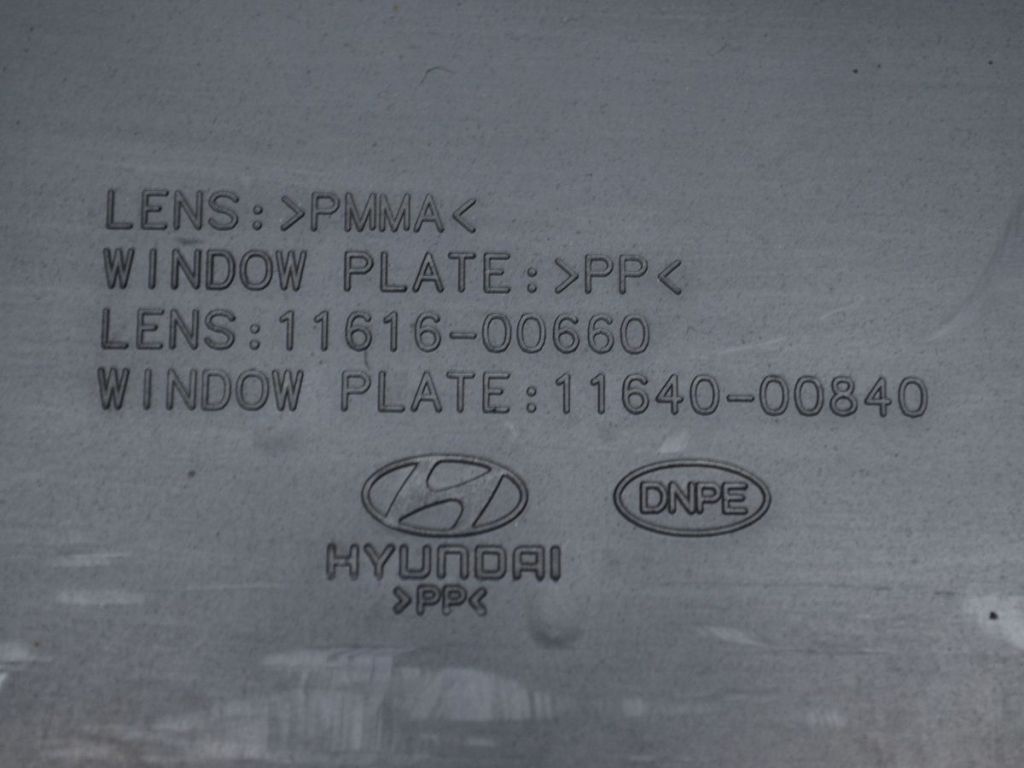 LENS:>PMMA<
WINDOW PLATE:>PP<
LENS:11616-00660
WINDOW PLATE:11640-00840
HYUNDAI
DNPE
>PP<